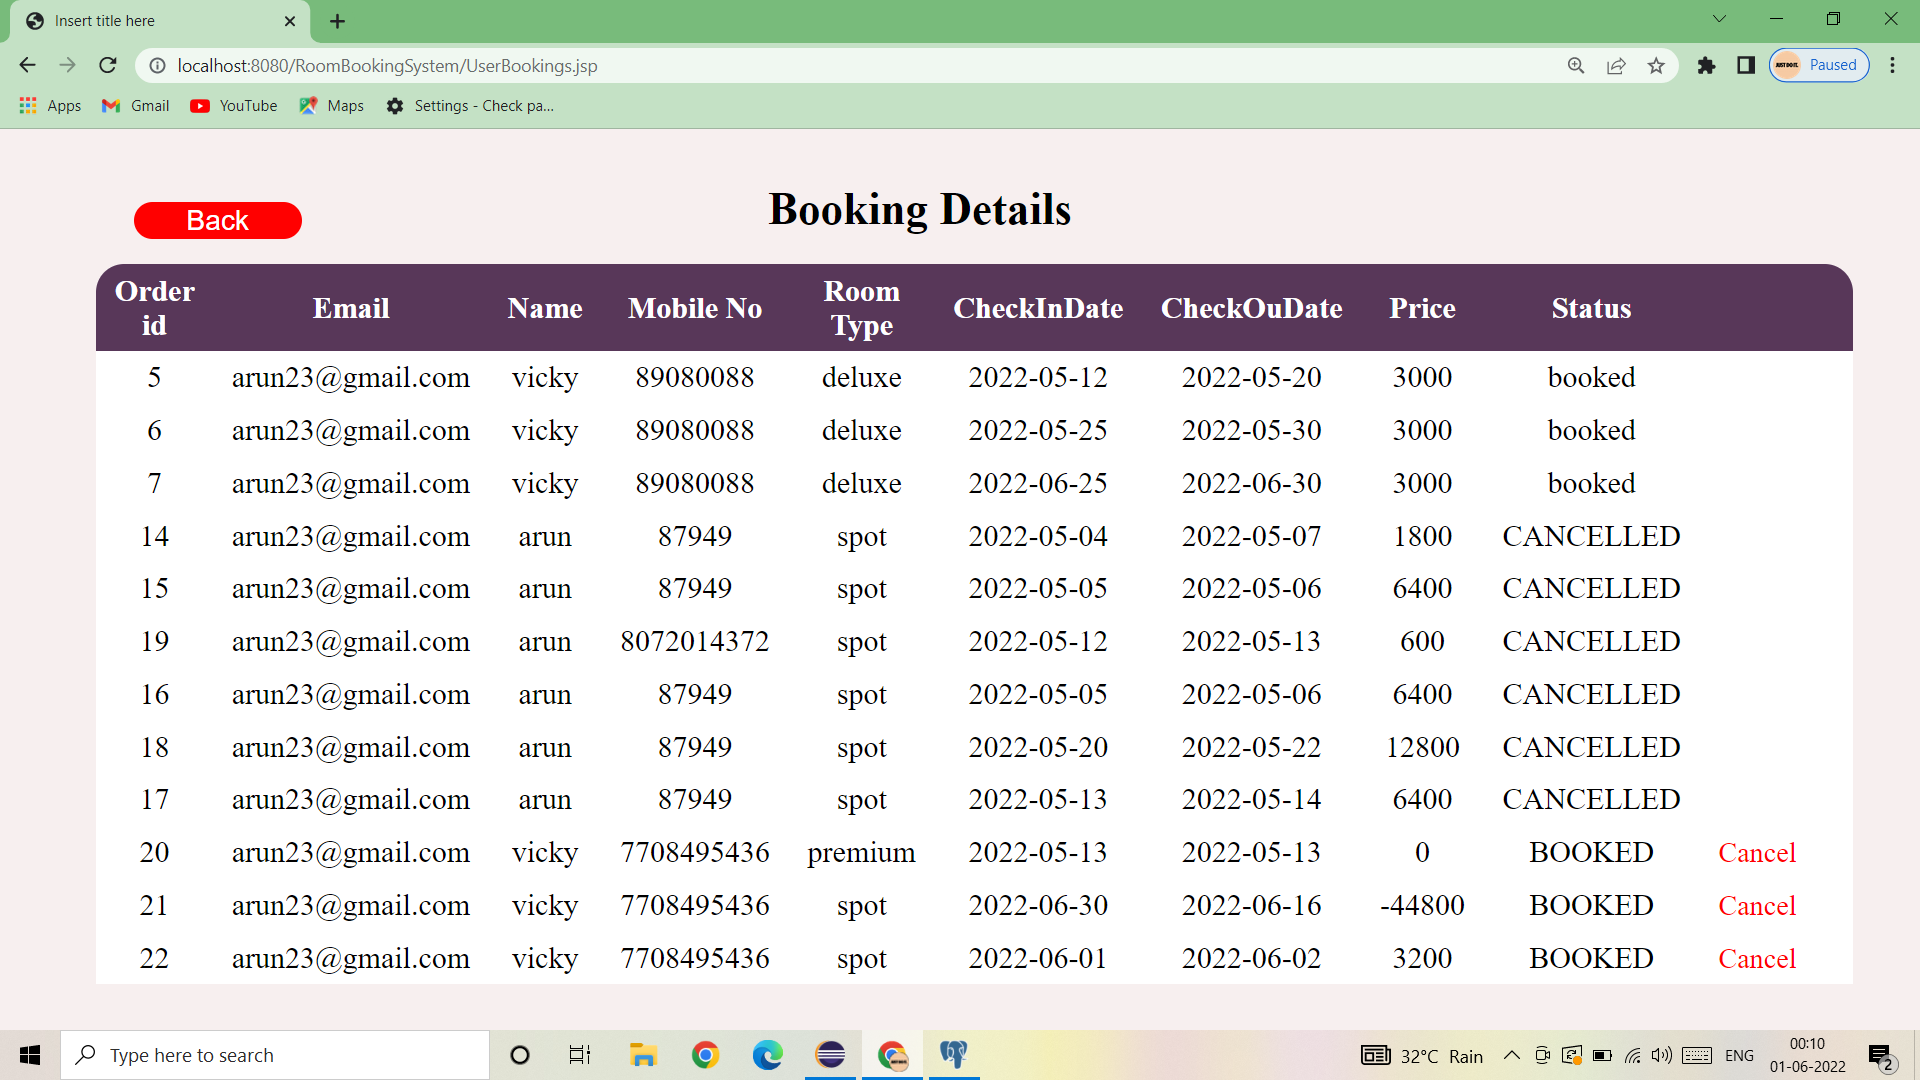 Insert title here
localhost:8080/RoomBookingSystem/UserBookings.jsp
Paused
Apps Gmail YouTube Maps Settings - Check pa...
Back
Booking Details
Order id Email Name Mobile No Room Type CheckInDate CheckOuDate Price Status
5 arun23@gmail.com vicky 89080088 deluxe 2022-05-12 2022-05-20 3000 booked
6 arun23@gmail.com vicky 89080088 deluxe 2022-05-25 2022-05-30 3000 booked
7 arun23@gmail.com vicky 89080088 deluxe 2022-06-25 2022-06-30 3000 booked
14 arun23@gmail.com arun 87949 spot 2022-05-04 2022-05-07 1800 CANCELLED
15 arun23@gmail.com arun 87949 spot 2022-05-05 2022-05-06 6400 CANCELLED
19 arun23@gmail.com arun 8072014372 spot 2022-05-12 2022-05-13 600 CANCELLED
16 arun23@gmail.com arun 87949 spot 2022-05-05 2022-05-06 6400 CANCELLED
18 arun23@gmail.com arun 87949 spot 2022-05-20 2022-05-22 12800 CANCELLED
17 arun23@gmail.com arun 87949 spot 2022-05-13 2022-05-14 6400 CANCELLED
20 arun23@gmail.com vicky 7708495436 premium 2022-05-13 2022-05-13 0 BOOKED Cancel
21 arun23@gmail.com vicky 7708495436 spot 2022-06-30 2022-06-16 -44800 BOOKED Cancel
22 arun23@gmail.com vicky 7708495436 spot 2022-06-01 2022-06-02 3200 BOOKED Cancel
Type here to search
32°C Rain
ENG
00:10
01-06-2022
2